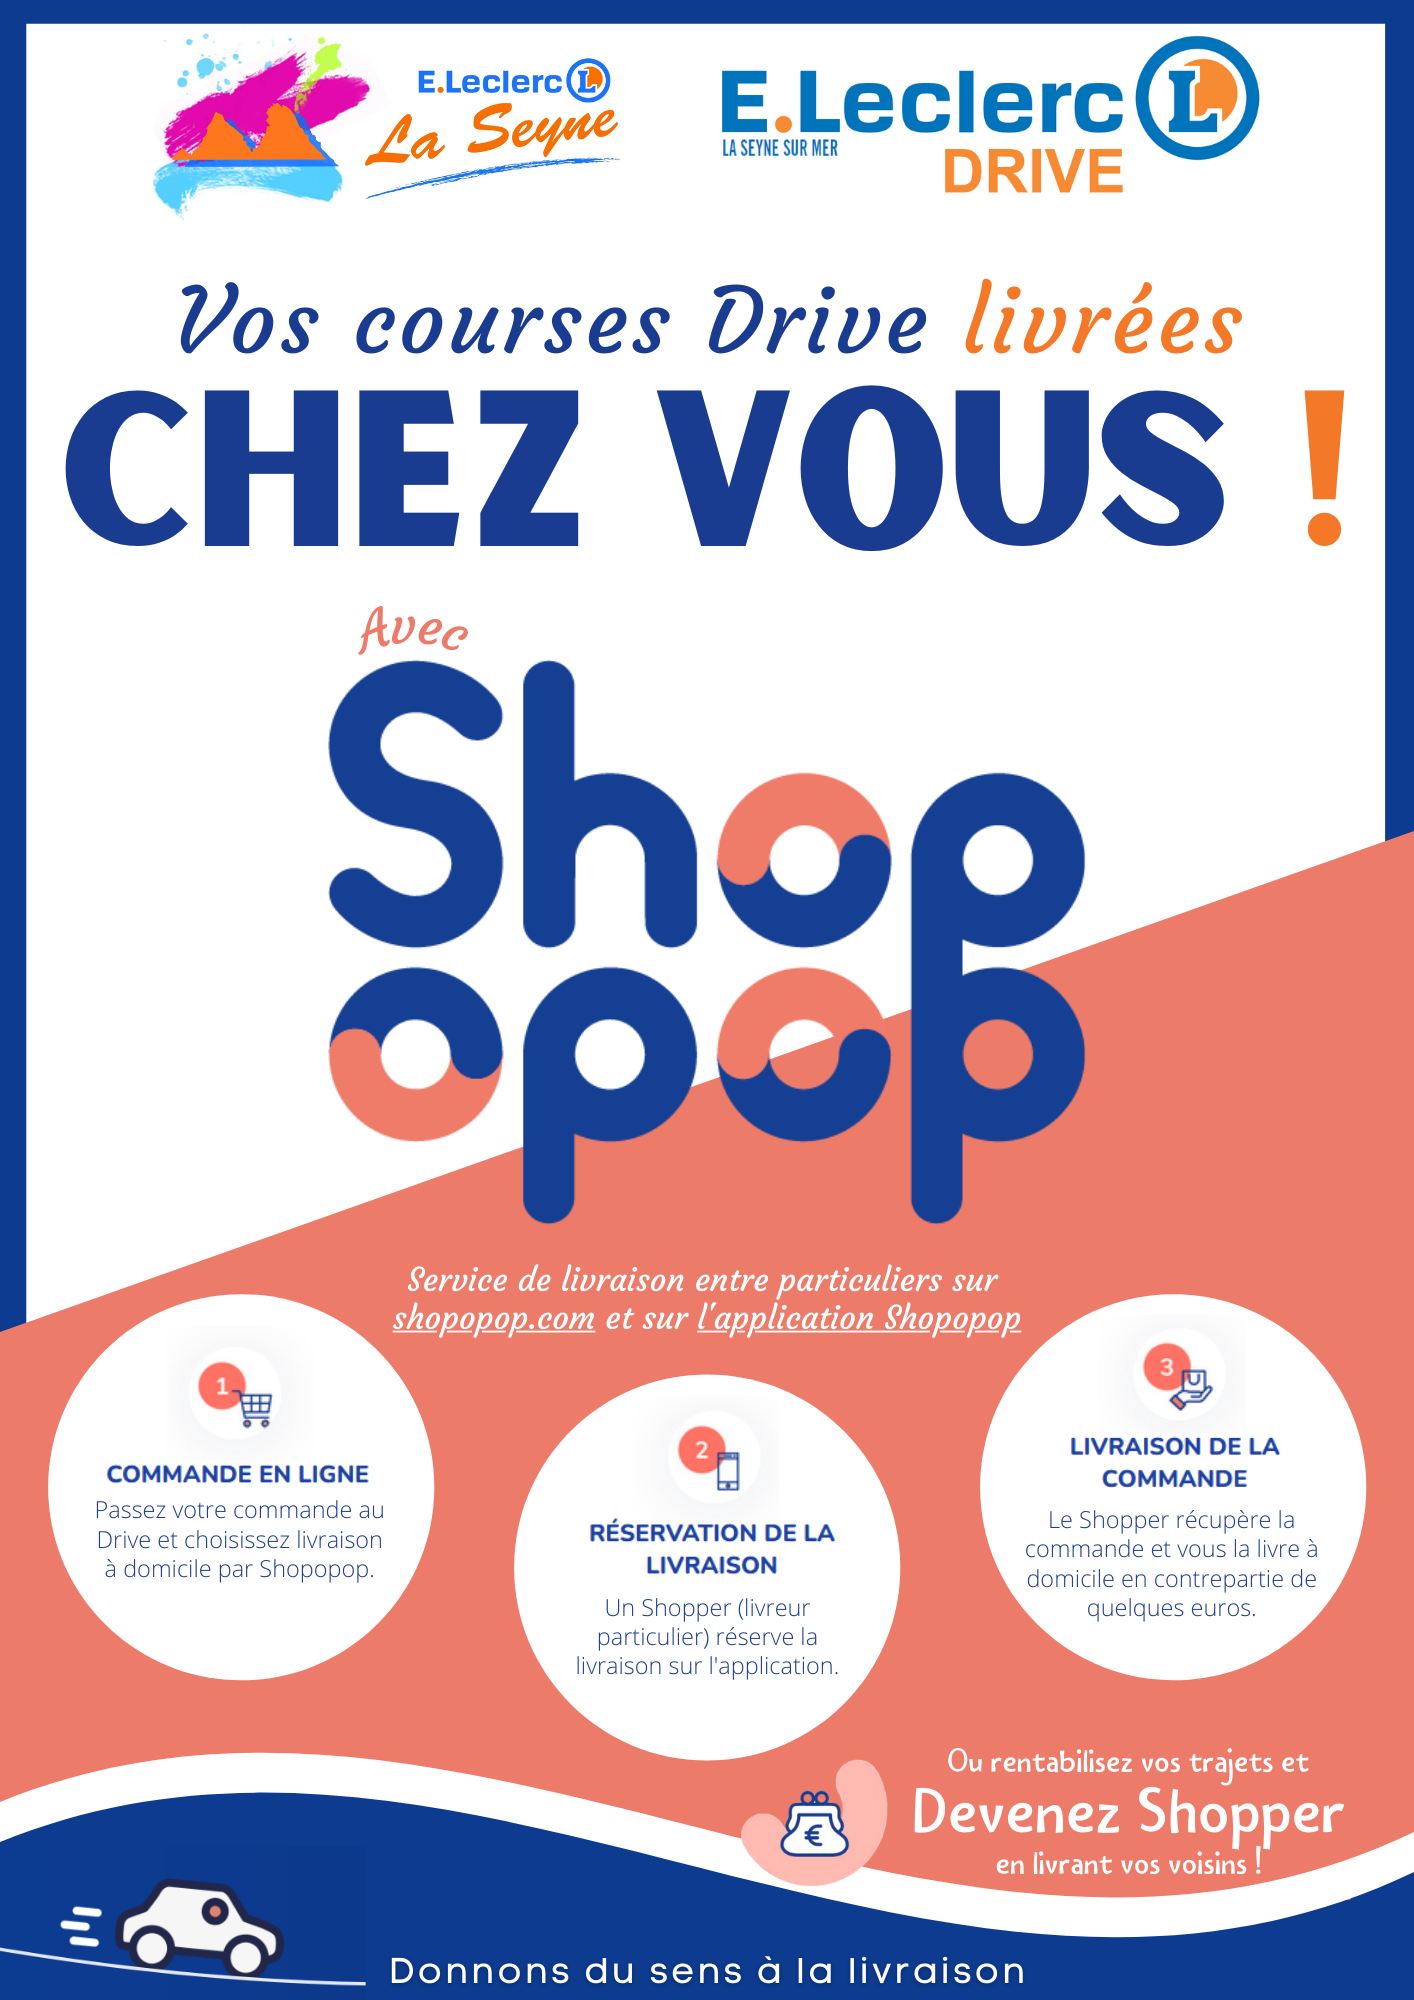 E.Leclerc L
La Seyne
E.Leclerc L
LA SEYNE SUR MER
DRIVE
Vos courses Drive livrées
CHEZ VOUS !
Avec
Shop
opop
Service de livraison entre particuliers sur
shopopop.com et sur l'application Shopopop
1
COMMANDE EN LIGNE
Passez votre commande au
Drive et choisissez livraison
à domicile par Shopopop.
2
RÉSERVATION DE LA
LIVRAISON
Un Shopper (livreur
particulier) réserve la
livraison sur l'application.
3
LIVRAISON DE LA
COMMANDE
Le Shopper récupère la
commande et vous la livre à
domicile en contrepartie de
quelques euros.
€
Ou rentabilisez vos trajets et
Devenez Shopper
en livrant vos voisins !
Donnons du sens à la livraison